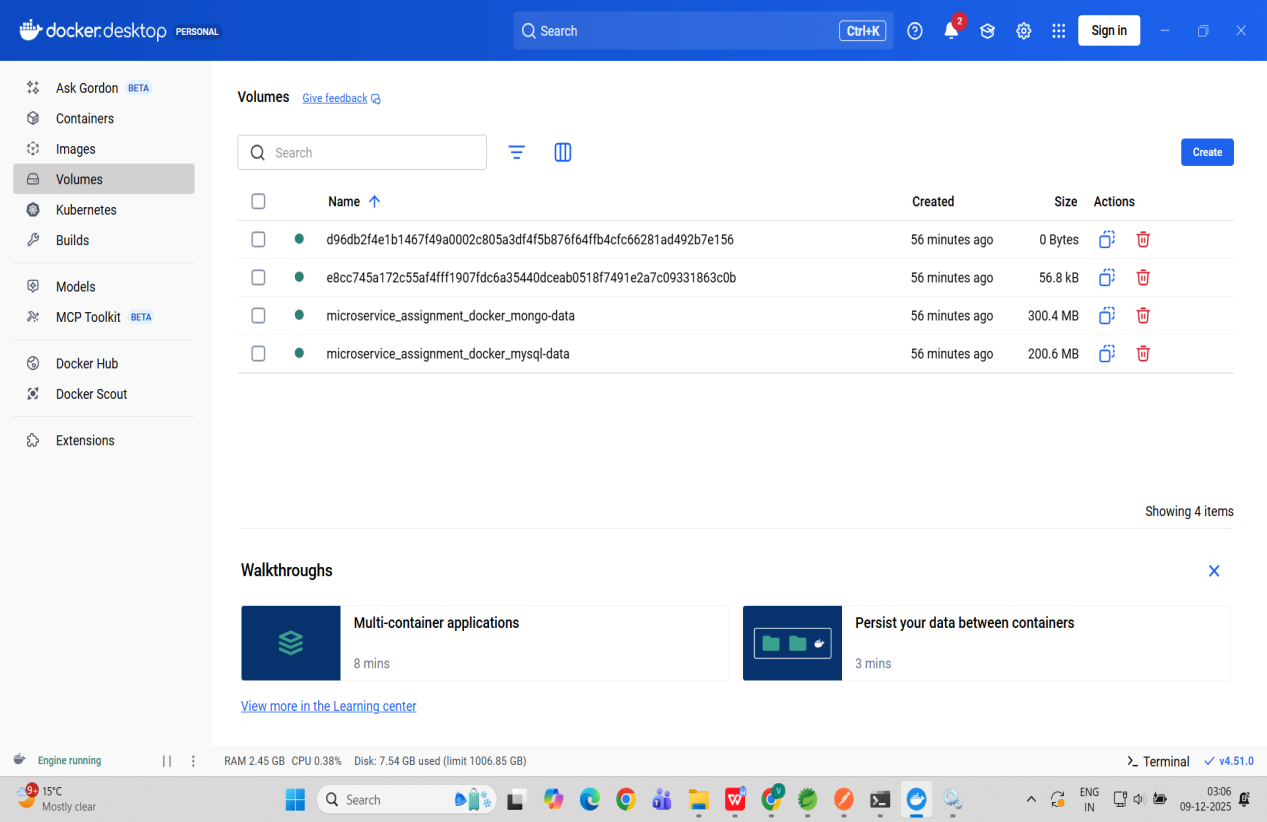 docker.desktop PERSONAL Search Ctrl+K 2 Sign in
Ask Gordon BETA
Containers
Images
Volumes
Kubernetes
Builds
Models
MCP Toolkit BETA
Docker Hub
Docker Scout
Extensions
Volumes Give feedback
Search
Create
Name Created Size Actions
d96db2f4e1b1467f49a0002c805a3df4f5b876f64ffb4cfc66281ad492b7e156 56 minutes ago 0 Bytes
e8cc745a172c55af4fff1907fdc6a35440dceab0518f7491e2a7c09331863c0b 56 minutes ago 56.8 kB
microservice_assignment_docker_mongo-data 56 minutes ago 300.4 MB
microservice_assignment_docker_mysql-data 56 minutes ago 200.6 MB
Showing 4 items
Walkthroughs
Multi-container applications
8 mins
Persist your data between containers
3 mins
View more in the Learning center
Engine running RAM 2.45 GB CPU 0.38% Disk: 7.54 GB used (limit 1006.85 GB) Terminal v4.51.0
9+ 15°C
Mostly clear
Search
W
V
ENG
IN
03:06
09-12-2025